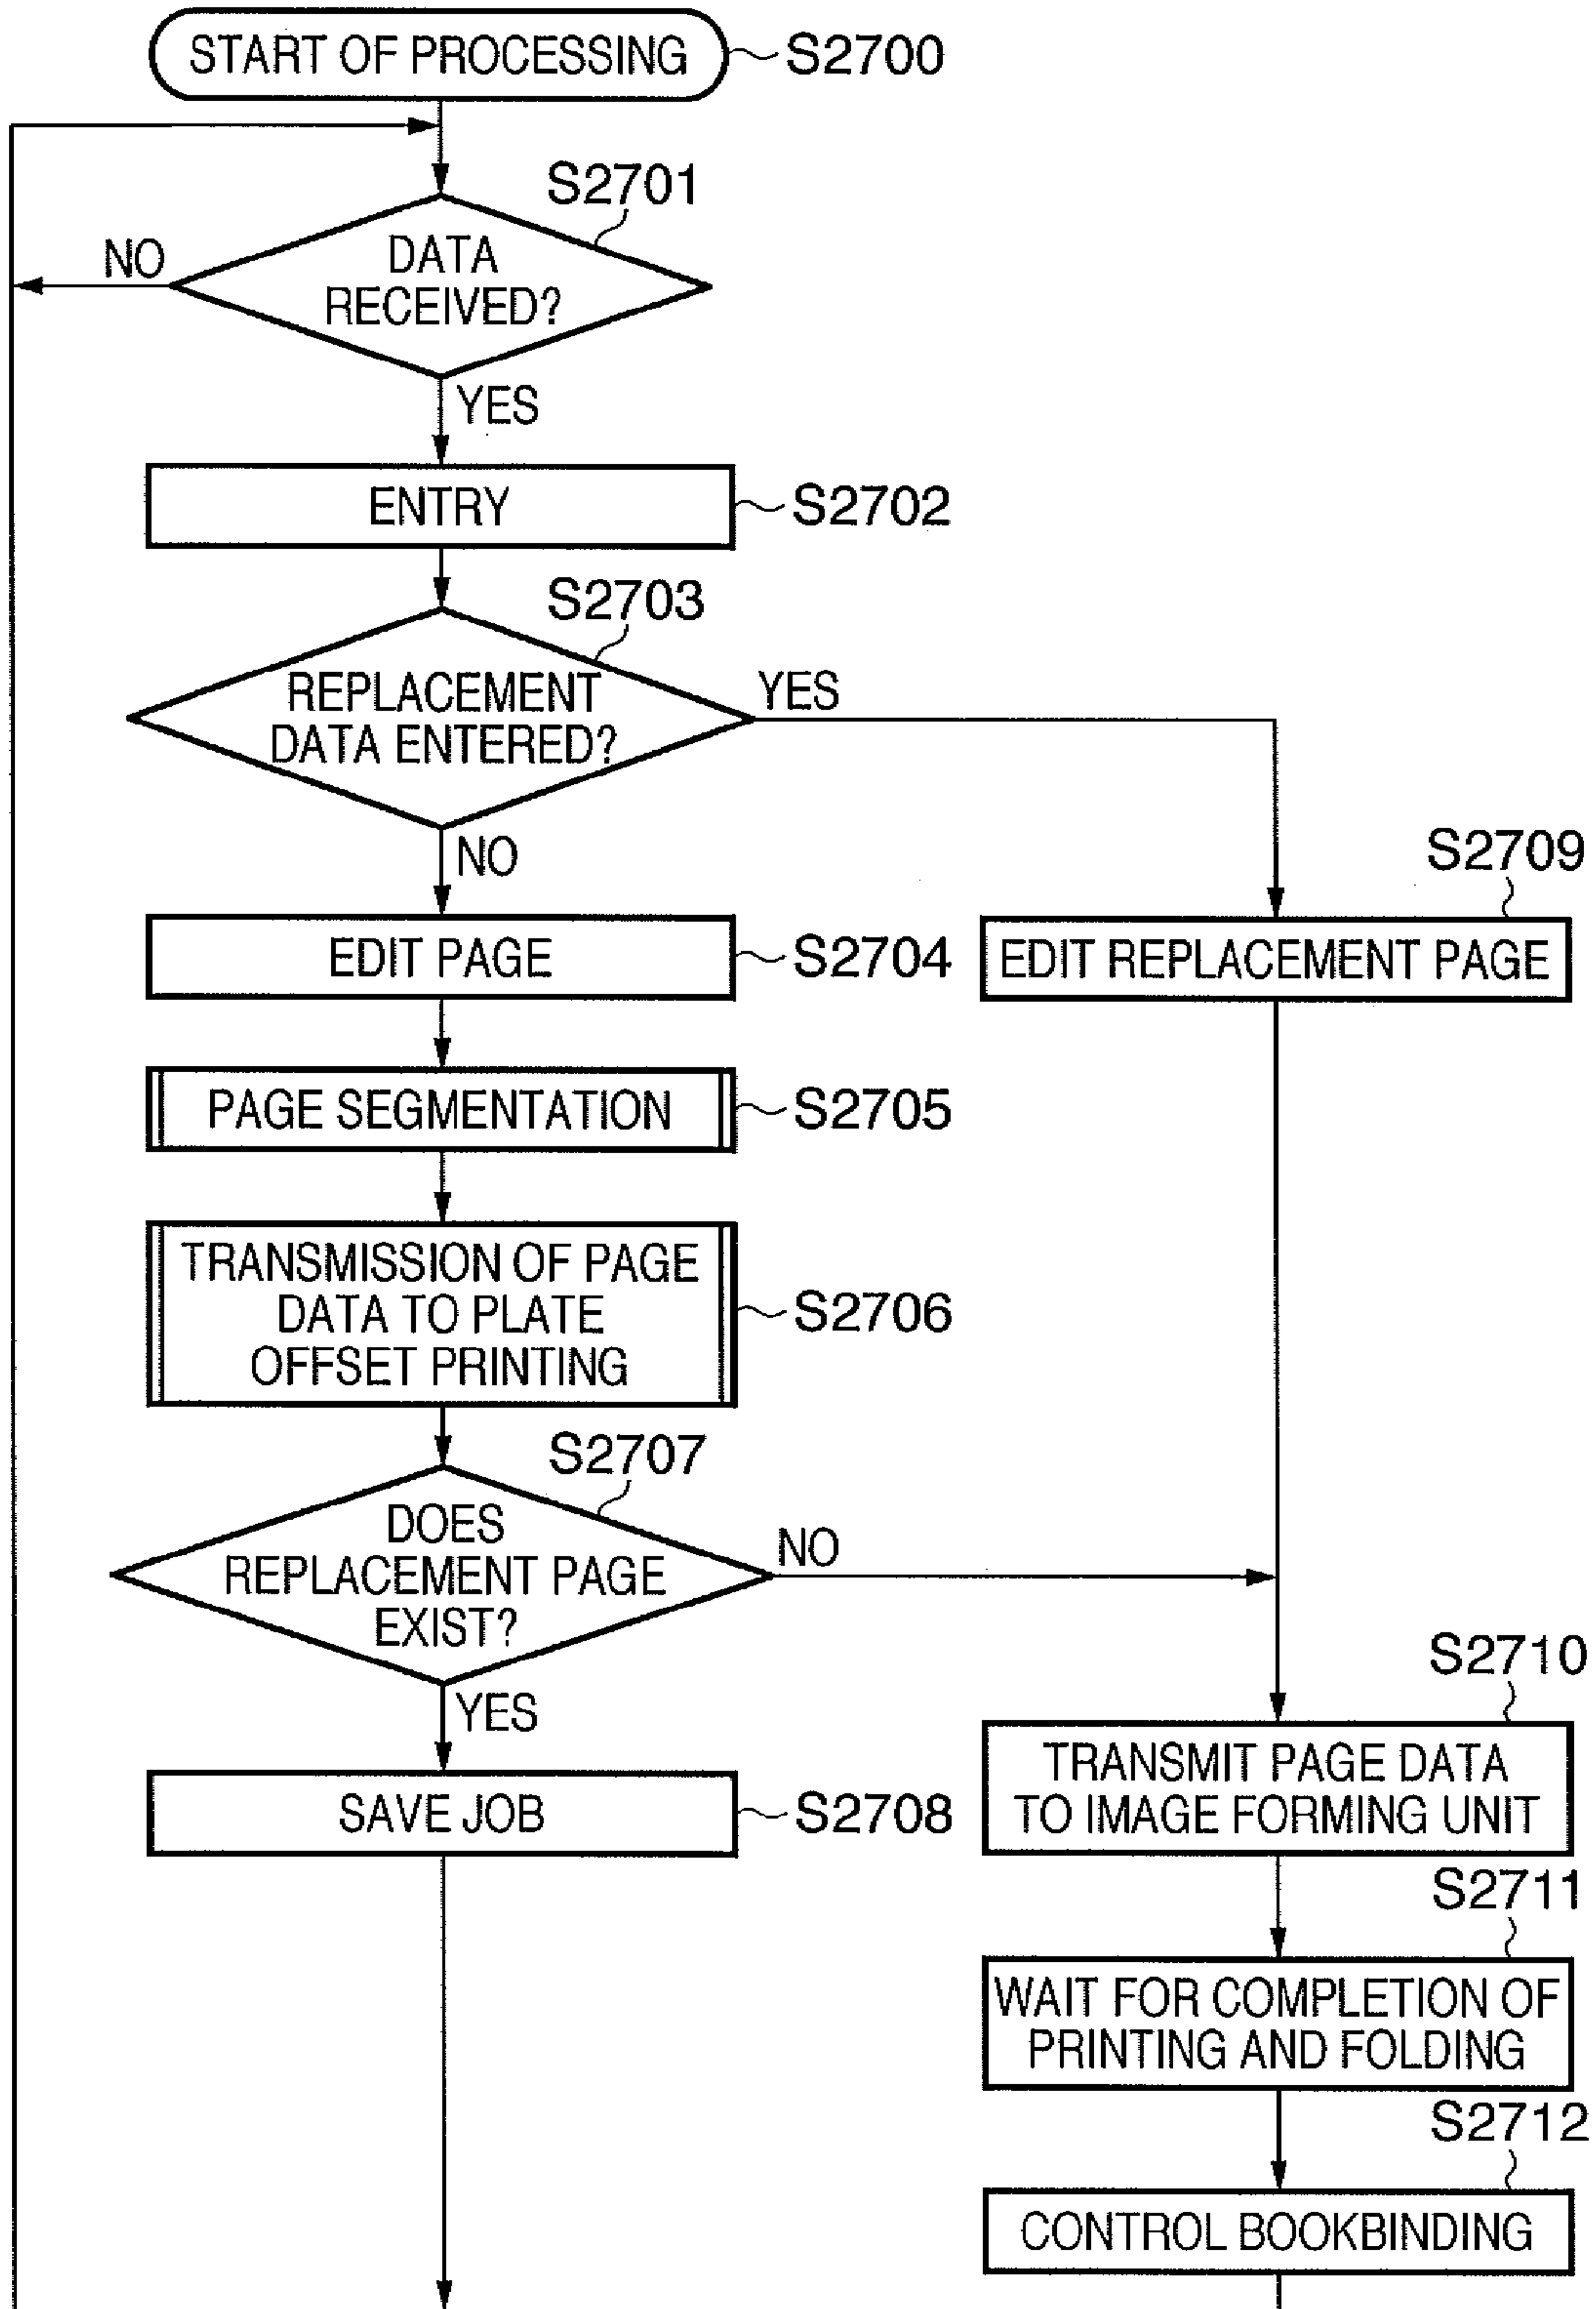 START OF PROCESSING
S2700
S2701
DATA
RECEIVED?
NO
YES
ENTRY
S2702
S2703
REPLACEMENT
DATA ENTERED?
YES
NO
S2709
EDIT PAGE
S2704
EDIT REPLACEMENT PAGE
PAGE SEGMENTATION
S2705
TRANSMISSION OF PAGE
DATA TO PLATE
OFFSET PRINTING
S2706
S2707
DOES
REPLACEMENT PAGE
EXIST?
NO
YES
S2710
SAVE JOB
S2708
TRANSMIT PAGE DATA
TO IMAGE FORMING UNIT
S2711
WAIT FOR COMPLETION OF
PRINTING AND FOLDING
S2712
CONTROL BOOKBINDING